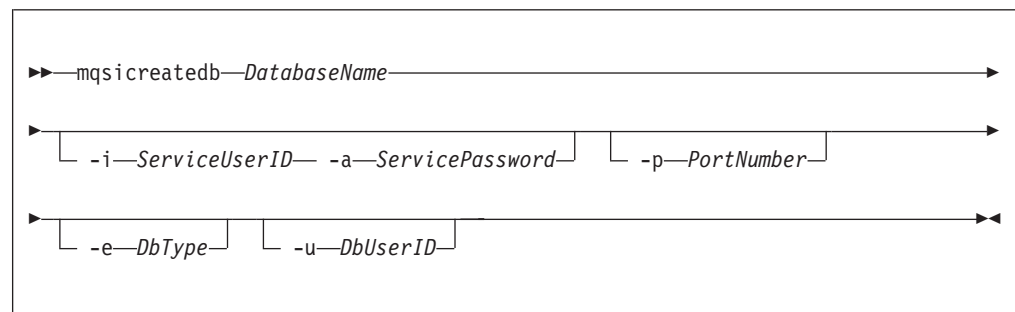 mqsicreatedb DatabaseName
-i ServiceUserID -a ServicePassword -p PortNumber
-e DbType -u DbUserID